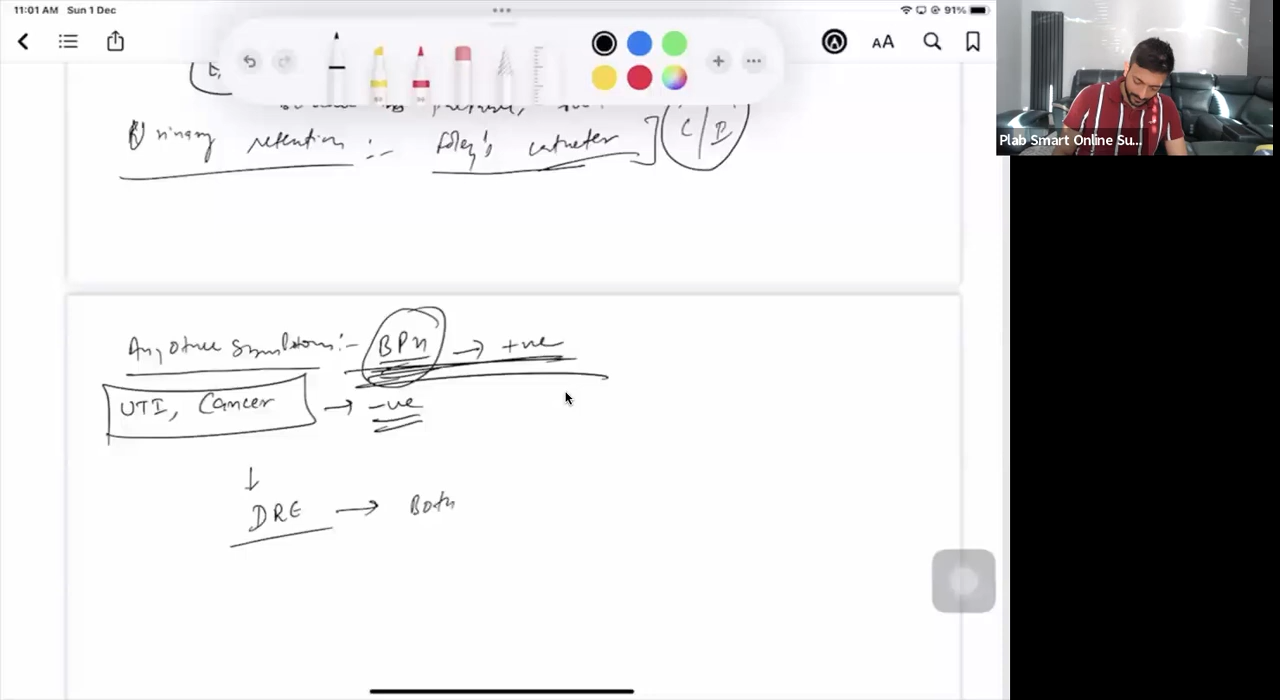 11:01 AM Sun 1 Dec
91%
AA
Urinary retention :- Foley's catheter ] C/I
Plab Smart Online Su...
Any other symptoms :- BPH → +ve
UTI, Cancer → -ve
↓
DRE → Both